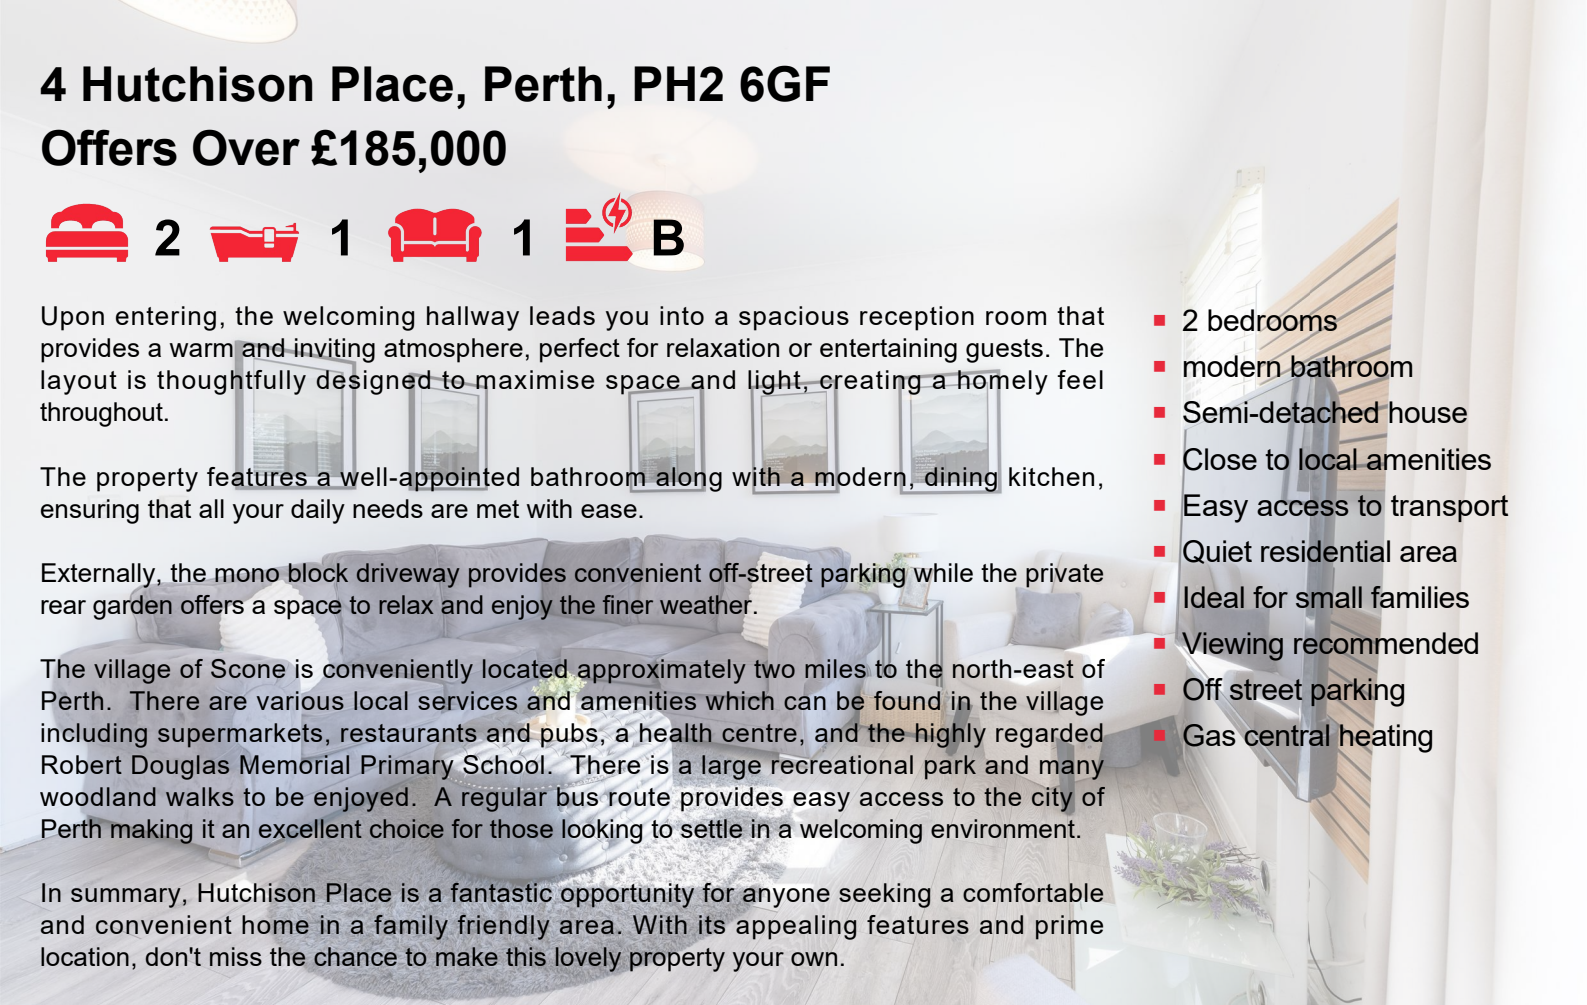 4 Hutchison Place, Perth, PH2 6GF
Offers Over £185,000
2 1 1 B
Upon entering, the welcoming hallway leads you into a spacious reception room that
provides a warm and inviting atmosphere, perfect for relaxation or entertaining guests. The
layout is thoughtfully designed to maximise space and light, creating a homely feel
throughout.
The property features a well-appointed bathroom along with a modern, dining kitchen,
ensuring that all your daily needs are met with ease.
Externally, the mono block driveway provides convenient off-street parking while the private
rear garden offers a space to relax and enjoy the finer weather.
The village of Scone is conveniently located approximately two miles to the north-east of
Perth. There are various local services and amenities which can be found in the village
including supermarkets, restaurants and pubs, a health centre, and the highly regarded
Robert Douglas Memorial Primary School. There is a large recreational park and many
woodland walks to be enjoyed. A regular bus route provides easy access to the city of
Perth making it an excellent choice for those looking to settle in a welcoming environment.
In summary, Hutchison Place is a fantastic opportunity for anyone seeking a comfortable
and convenient home in a family friendly area. With its appealing features and prime
location, don't miss the chance to make this lovely property your own.
2 bedrooms
modern bathroom
Semi-detached house
Close to local amenities
Easy access to transport
Quiet residential area
Ideal for small families
Viewing recommended
Off street parking
Gas central heating